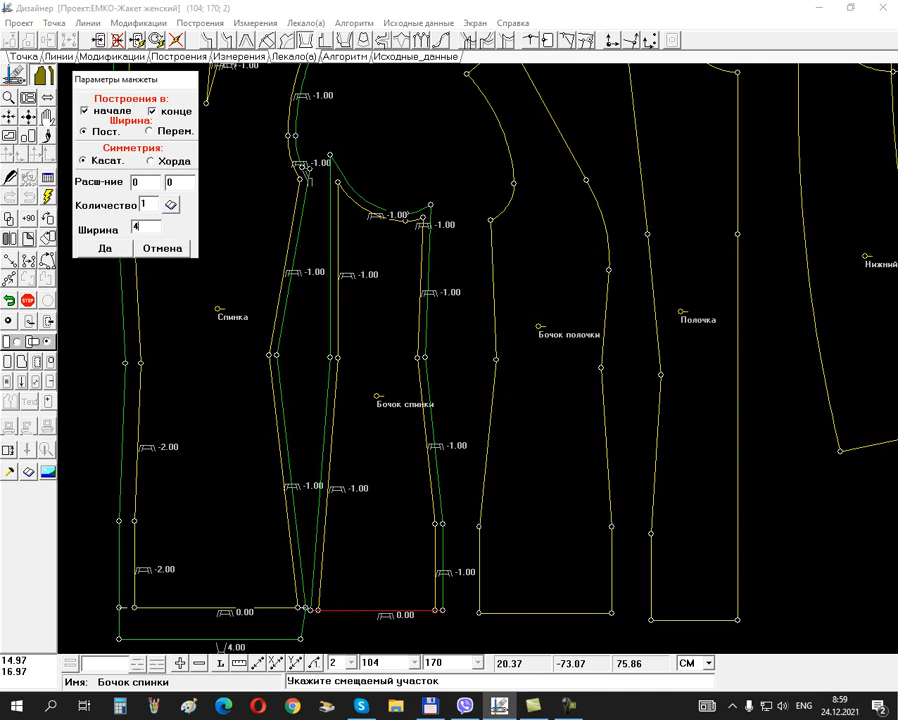 Дизайнер [Проект:ЕМКО-Жакет женский] (104; 170; 2)
Проект Точка Линии Модификации Построения Измерения Лекало(а) Алгоритм Исходные данные Экран Справка
Точка Линии Модификации Построения Измерения Лекало(а) Алгоритм Исходные_данные
Параметры манжеты
Построения в:
начале конце
Ширина:
Пост. Перем.
Симметрия:
Касат. Хорда
Расш-ние 0 0
Количество 1
Ширина 4
Да Отмена
-1.00
-1.00
-1.00
-1.00
-1.00
-1.00
-1.00
-1.00
Нижний
Спинка
Полочка
Бочок полочки
Бочок спинки
-2.00
-1.00
-1.00
-1.00
-2.00
-1.00
0.00
0.00
4.00
+90
Text
STOP
14.97
16.97
L 2 104 170 20.37 -73.07 75.86 СМ
Имя: Бочок спинки Укажите смещаемый участок
ENG
8:59
24.12.2021
2